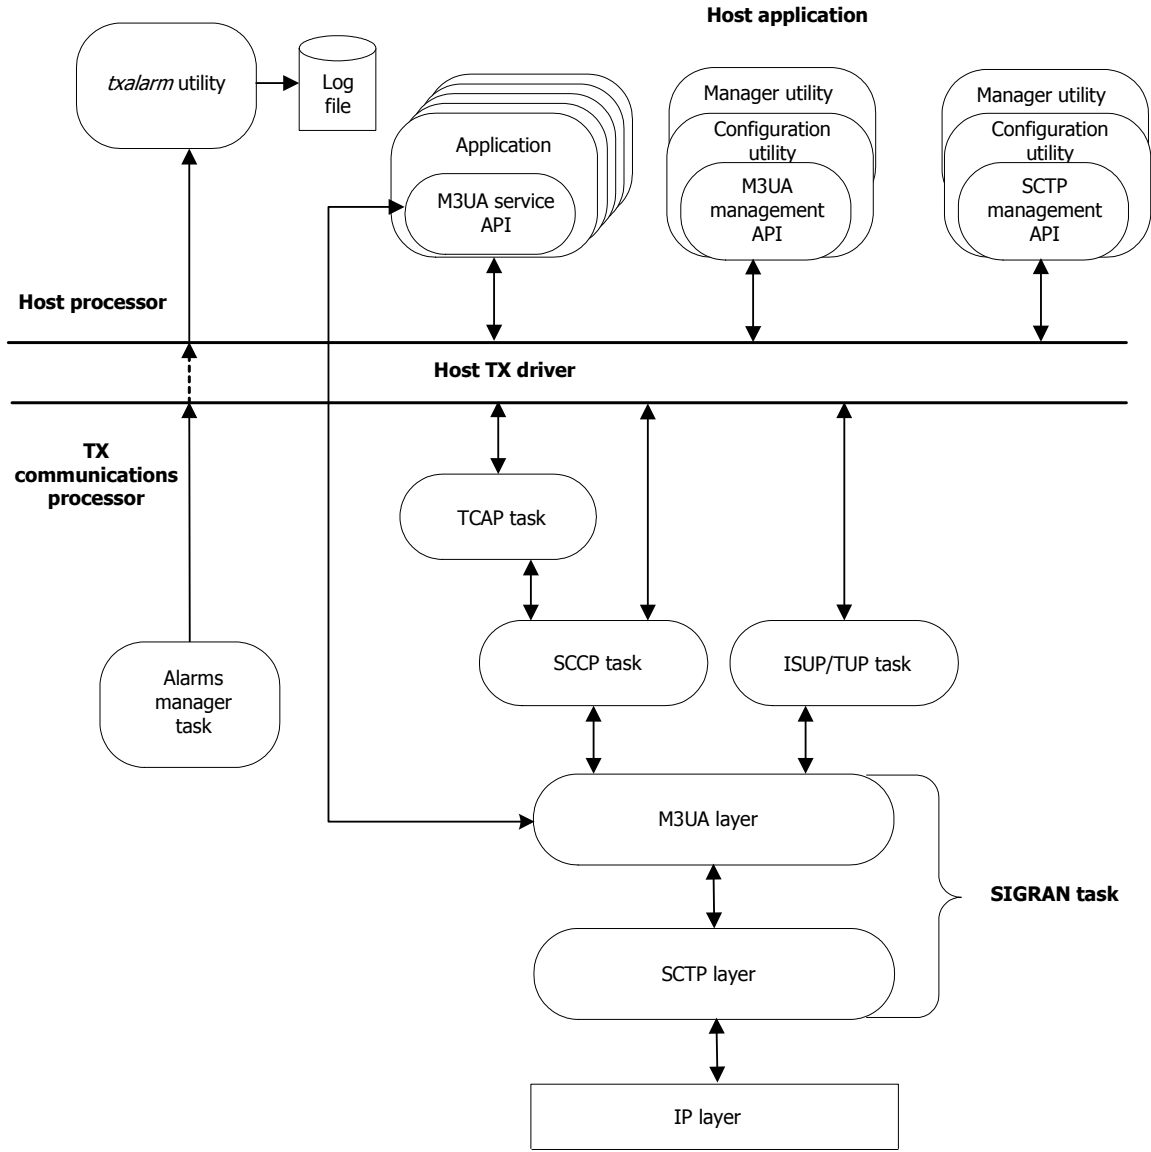 Host application
txalarm utility
Log
file
Application
M3UA service
API
Manager utility
Configuration
utility
M3UA
management
API
Manager utility
Configuration
utility
SCTP
management
API
Host processor
Host TX driver
TX
communications
processor
TCAP task
SCCP task
ISUP/TUP task
Alarms
manager
task
M3UA layer
SIGRAN task
SCTP layer
IP layer